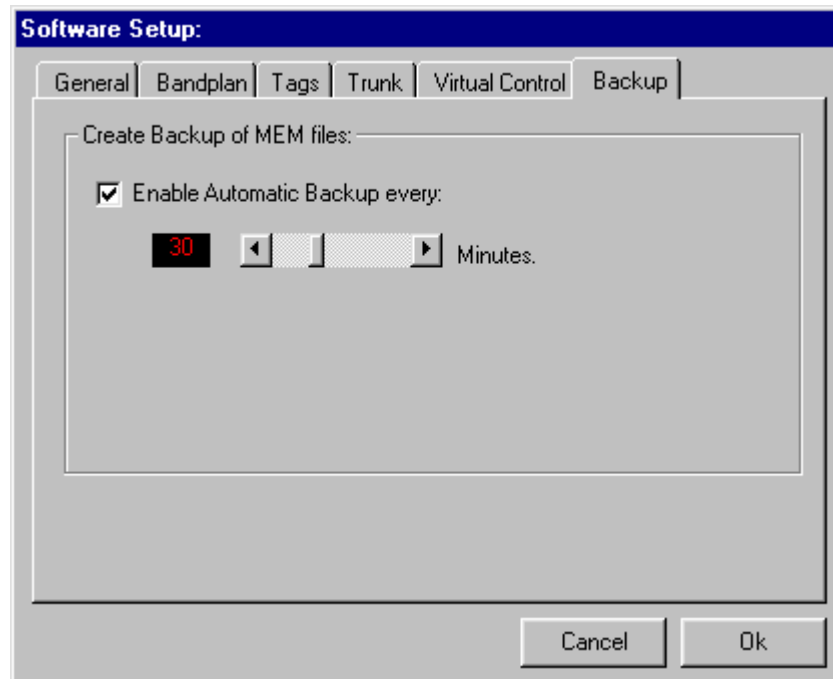 Software Setup:
General Bandplan Tags Trunk Virtual Control Backup
Create Backup of MEM files:
Enable Automatic Backup every:
30 Minutes.
Cancel Ok